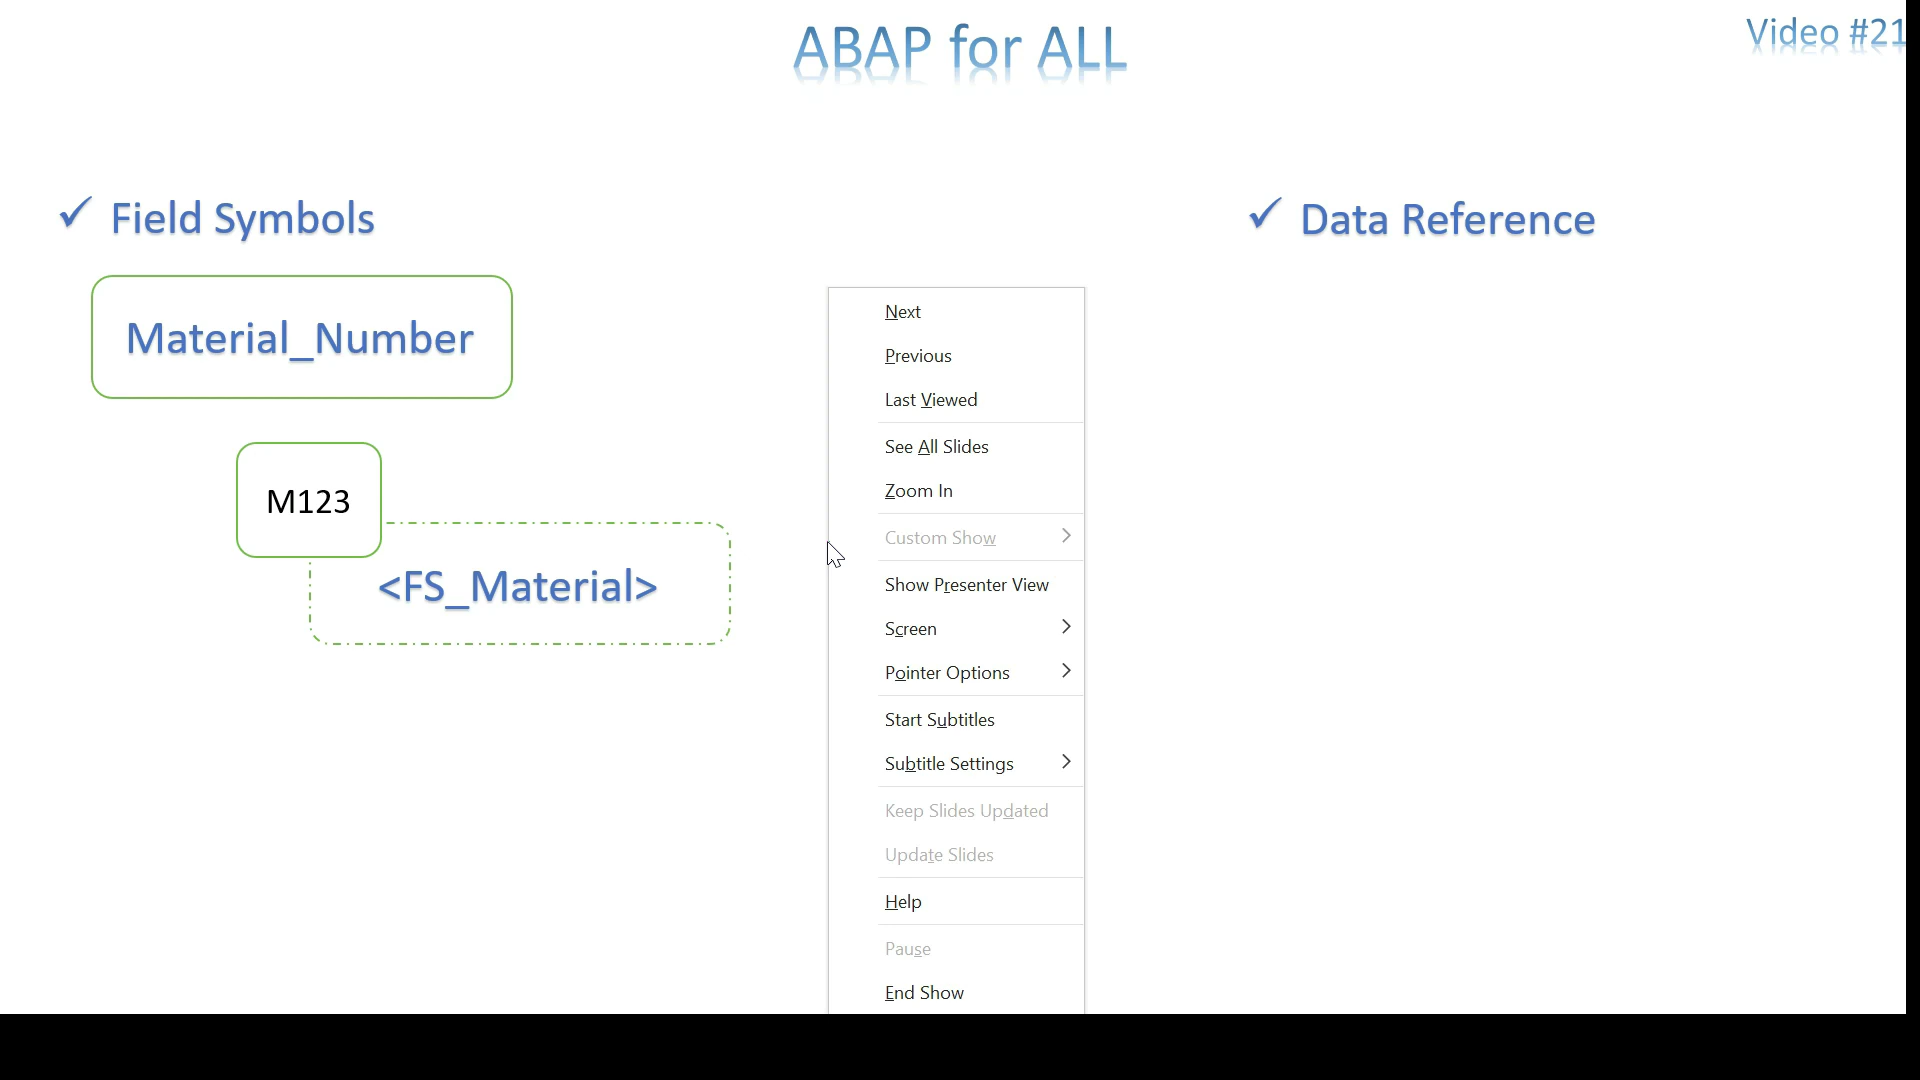 ABAP for ALL
Video #21
✓ Field Symbols
✓ Data Reference
Material_Number
M123
<FS_Material>
Next
Previous
Last Viewed
See All Slides
Zoom In
Custom Show
Show Presenter View
Screen
Pointer Options
Start Subtitles
Subtitle Settings
Keep Slides Updated
Update Slides
Help
Pause
End Show